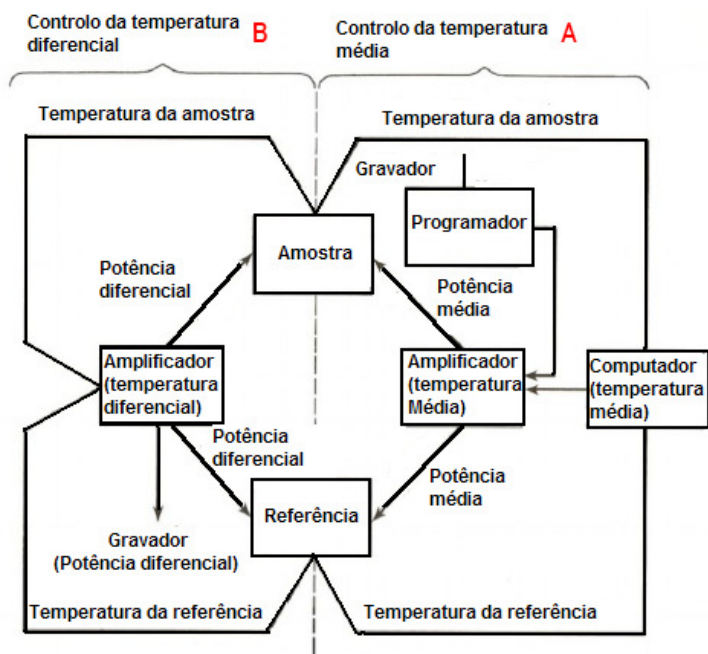 Controlo da temperatura
diferencial
B
Controlo da temperatura
média
A
Temperatura da amostra
Temperatura da amostra
Gravador
Programador
Amostra
Potência
diferencial
Potência
média
Amplificador
(temperatura
diferencial)
Amplificador
(temperatura
Média)
Computador
(temperatura
média)
Potência
diferencial
Potência
média
Referência
Gravador
(Potência diferencial)
Temperatura da referência
Temperatura da referência